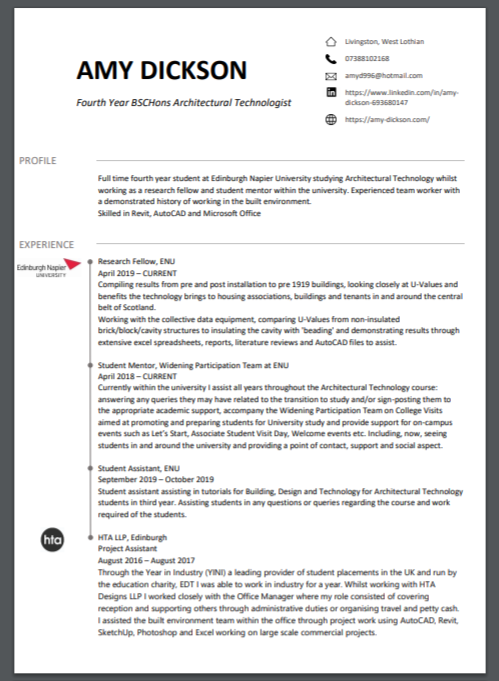 AMY DICKSON
Fourth Year BSCHons Architectural Technologist
Livingston, West Lothian
07388102168
amyd996@hotmail.com
https://www.linkedin.com/in/amy-
dickson-693680147
https://amy-dickson.com/
PROFILE
Full time fourth year student at Edinburgh Napier University studying Architectural Technology whilst
working as a research fellow and student mentor within the university. Experienced team worker with
a demonstrated history of working in the built environment.
Skilled in Revit, AutoCAD and Microsoft Office
EXPERIENCE
Edinburgh Napier
UNIVERSITY
Research Fellow, ENU
April 2019 – CURRENT
Compiling results from pre and post installation to pre 1919 buildings, looking closely at U-Values and
benefits the technology brings to housing associations, buildings and tenants in and around the central
belt of Scotland.
Working with the collective data equipment, comparing U-Values from non-insulated
brick/block/cavity structures to insulating the cavity with 'beading' and demonstrating results through
extensive excel spreadsheets, reports, literature reviews and AutoCAD files to assist.
Student Mentor, Widening Participation Team at ENU
April 2018 – CURRENT
Currently within the university I assist all years throughout the Architectural Technology course:
answering any queries they may have related to the transition to study and/or sign-posting them to
the appropriate academic support, accompany the Widening Participation Team on College Visits
aimed at promoting and preparing students for University study and provide support for on-campus
events such as Let's Start, Associate Student Visit Day, Welcome events etc. Including, now, seeing
students in and around the university and providing a point of contact, support and social aspect.
Student Assistant, ENU
September 2019 – October 2019
Student assistant assisting in tutorials for Building, Design and Technology for Architectural Technology
students in third year. Assisting students in any questions or queries regarding the course and work
required of the students.
hta
HTA LLP, Edinburgh
Project Assistant
August 2016 – August 2017
Through the Year in Industry (YINI) a leading provider of student placements in the UK and run by
the education charity, EDT I was able to work in industry for a year. Whilst working with HTA
Designs LLP I worked closely with the Office Manager where my role consisted of covering
reception and supporting others through administrative duties or organising travel and petty cash.
I assisted the built environment team within the office through project work using AutoCAD, Revit,
SketchUp, Photoshop and Excel working on large scale commercial projects.